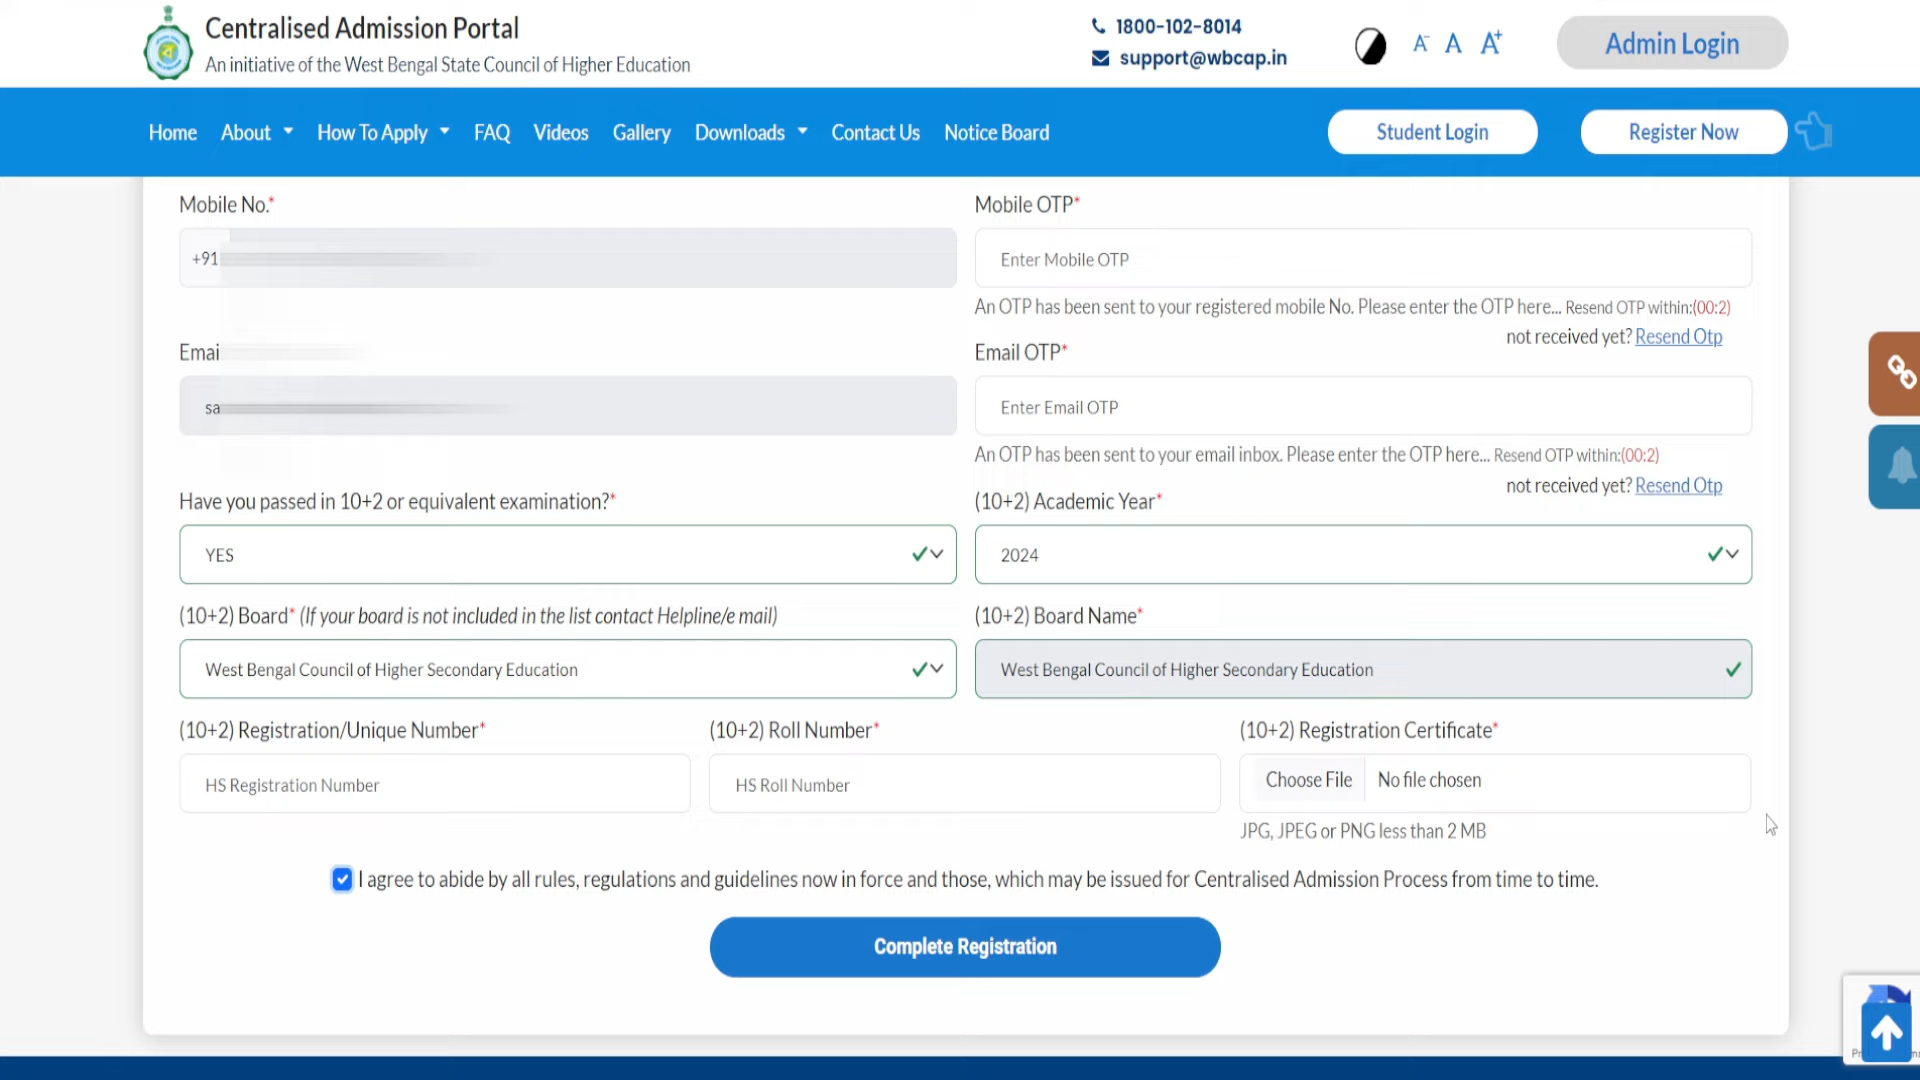 Centralised Admission Portal
An initiative of the West Bengal State Council of Higher Education
1800-102-8014
support@wbcap.in
A- A A+
Admin Login
Home About How To Apply FAQ Videos Gallery Downloads Contact Us Notice Board
Student Login
Register Now
Mobile No.*
Mobile OTP*
+91
Enter Mobile OTP
An OTP has been sent to your registered mobile No. Please enter the OTP here... Resend OTP within:(00:2)
not received yet? Resend Otp
Emai
Email OTP*
sa
Enter Email OTP
An OTP has been sent to your email inbox. Please enter the OTP here... Resend OTP within:(00:2)
not received yet? Resend Otp
Have you passed in 10+2 or equivalent examination?*
(10+2) Academic Year*
YES
2024
(10+2) Board* (If your board is not included in the list contact Helpline/e mail)
(10+2) Board Name*
West Bengal Council of Higher Secondary Education
West Bengal Council of Higher Secondary Education
(10+2) Registration/Unique Number*
(10+2) Roll Number*
(10+2) Registration Certificate*
HS Registration Number
HS Roll Number
Choose File No file chosen
JPG, JPEG or PNG less than 2 MB
I agree to abide by all rules, regulations and guidelines now in force and those, which may be issued for Centralised Admission Process from time to time.
Complete Registration